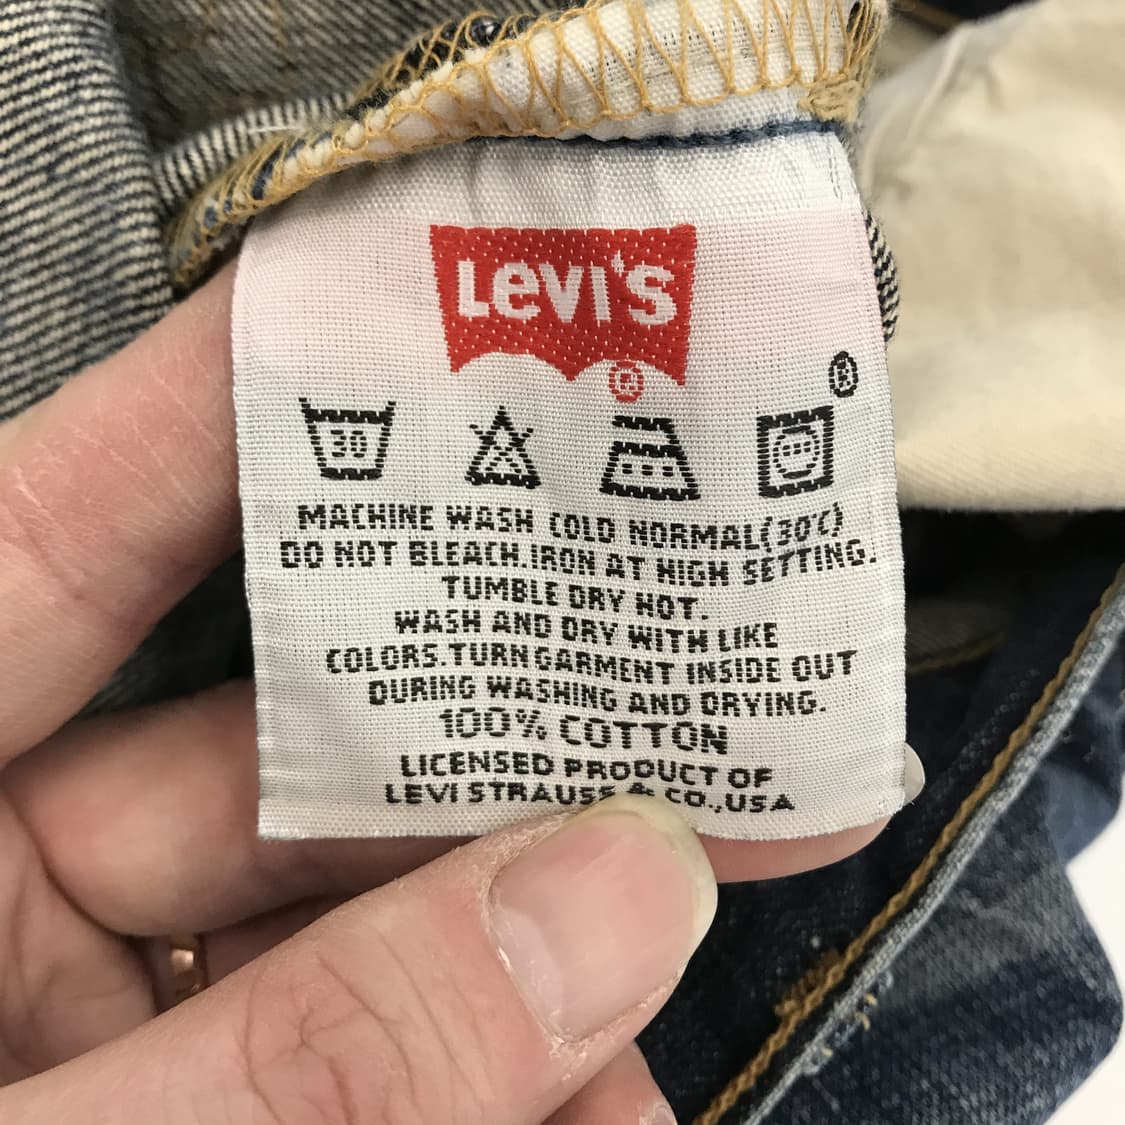 LEVI'S
®
®
30
MACHINE WASH COLD NORMAL(30°C)
DO NOT BLEACH.IRON AT HIGH SETTING.
TUMBLE DRY HOT.
WASH AND DRY WITH LIKE
COLORS.TURN GARMENT INSIDE OUT
DURING WASHING AND DRYING.
100% COTTON
LICENSED PRODUCT OF
LEVI STRAUSS & CO.,USA